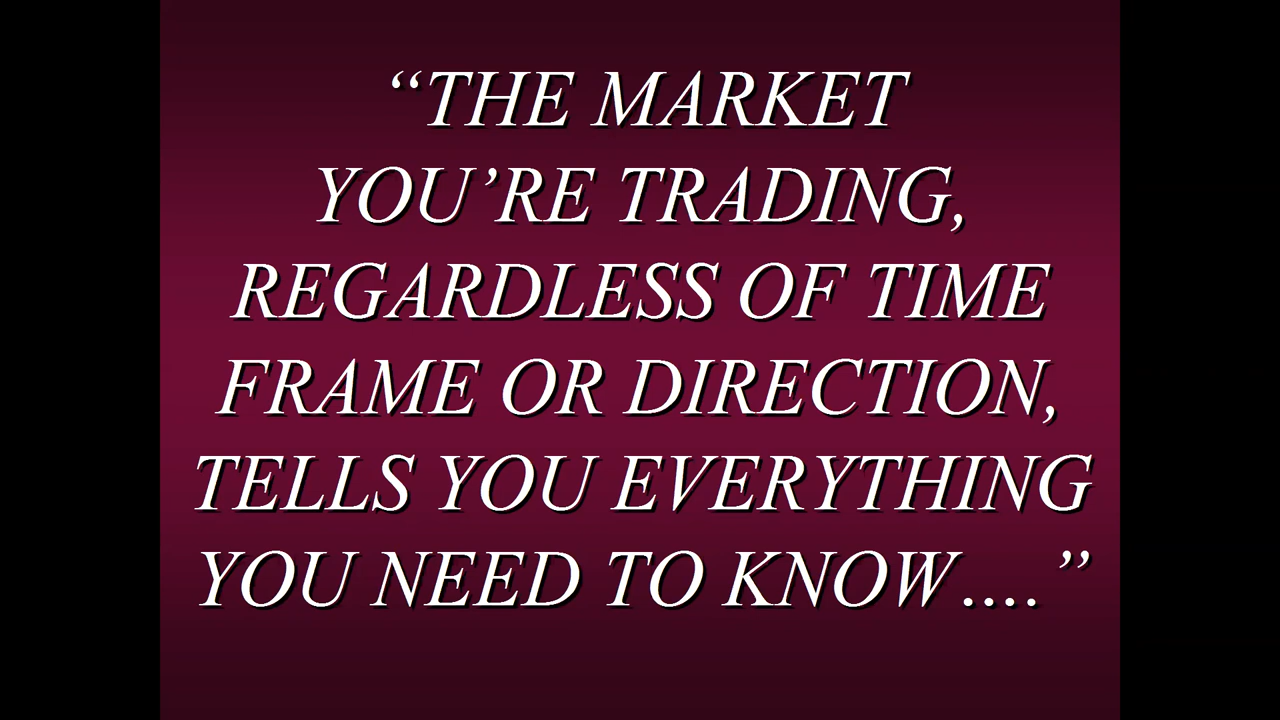 “THE MARKET
YOU’RE TRADING,
REGARDLESS OF TIME
FRAME OR DIRECTION,
TELLS YOU EVERYTHING
YOU NEED TO KNOW…. ”